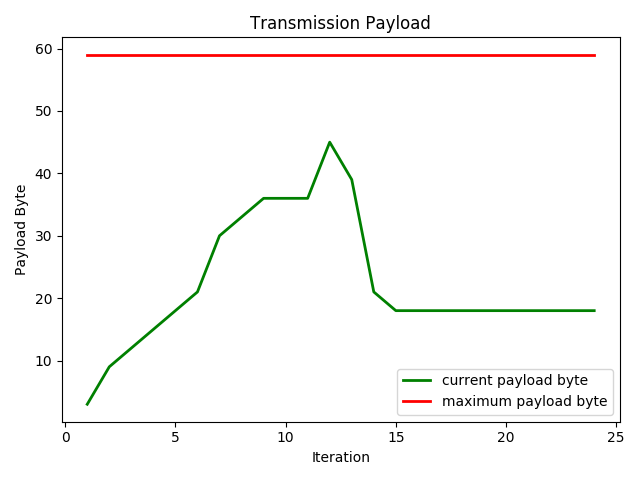 Transmission Payload
Payload Byte
60
50
40
30
20
10
0
5
10
15
20
25
Iteration
current payload byte
maximum payload byte